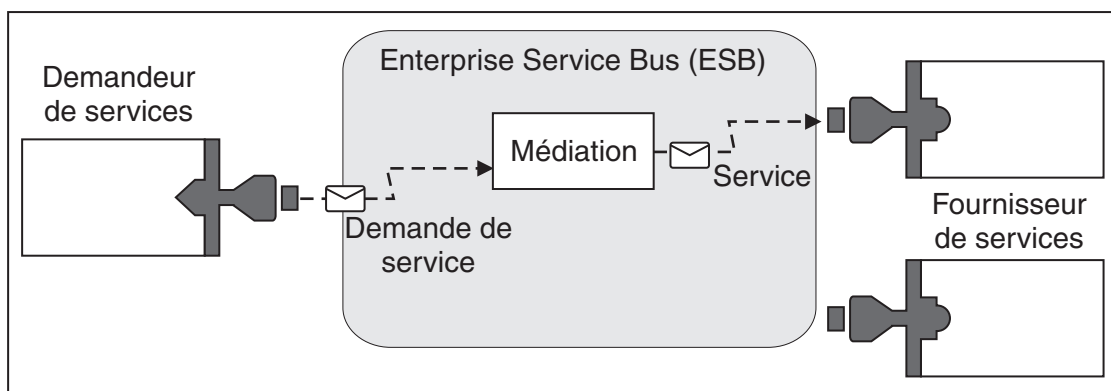 Enterprise Service Bus (ESB)
Demandeur
de services
Médiation
Service
Demande de
service
Fournisseur
de services